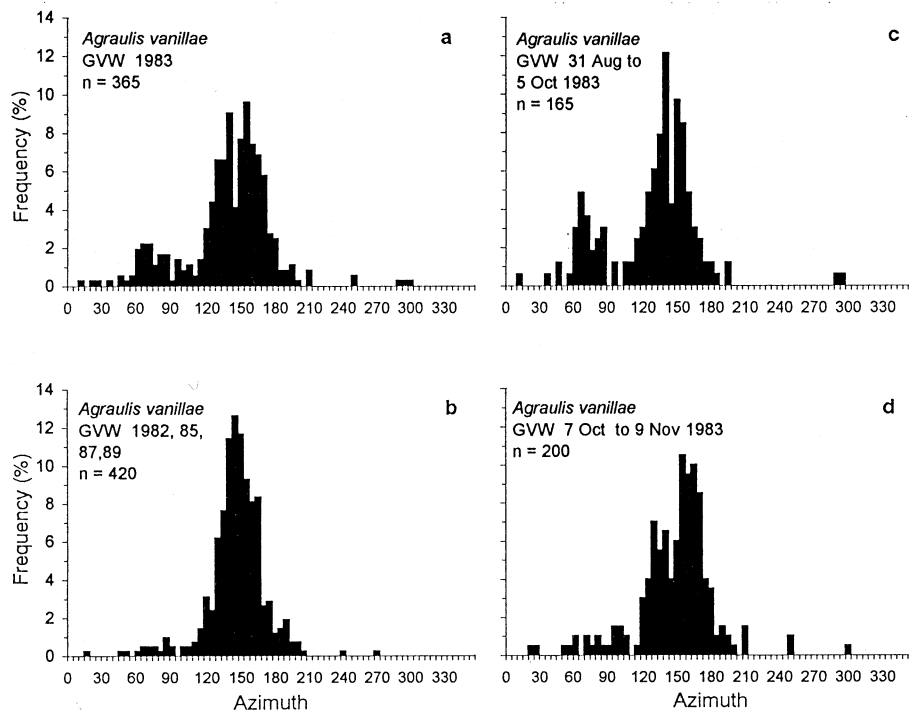 Agraulis vanillae
GVW 1983
n = 365
a
Frequency (%)
14
12
10
8
6
4
2
0
0 30 60 90 120 150 180 210 240 270 300 330
Agraulis vanillae
GVW 31 Aug to
5 Oct 1983
n = 165
c
0 30 60 90 120 150 180 210 240 270 300 330
Agraulis vanillae
GVW 1982, 85,
87,89
n = 420
b
Frequency (%)
14
12
10
8
6
4
2
0
0 30 60 90 120 150 180 210 240 270 300 330
Azimuth
Agraulis vanillae
GVW 7 Oct to 9 Nov 1983
n = 200
d
0 30 60 90 120 150 180 210 240 270 300 330
Azimuth